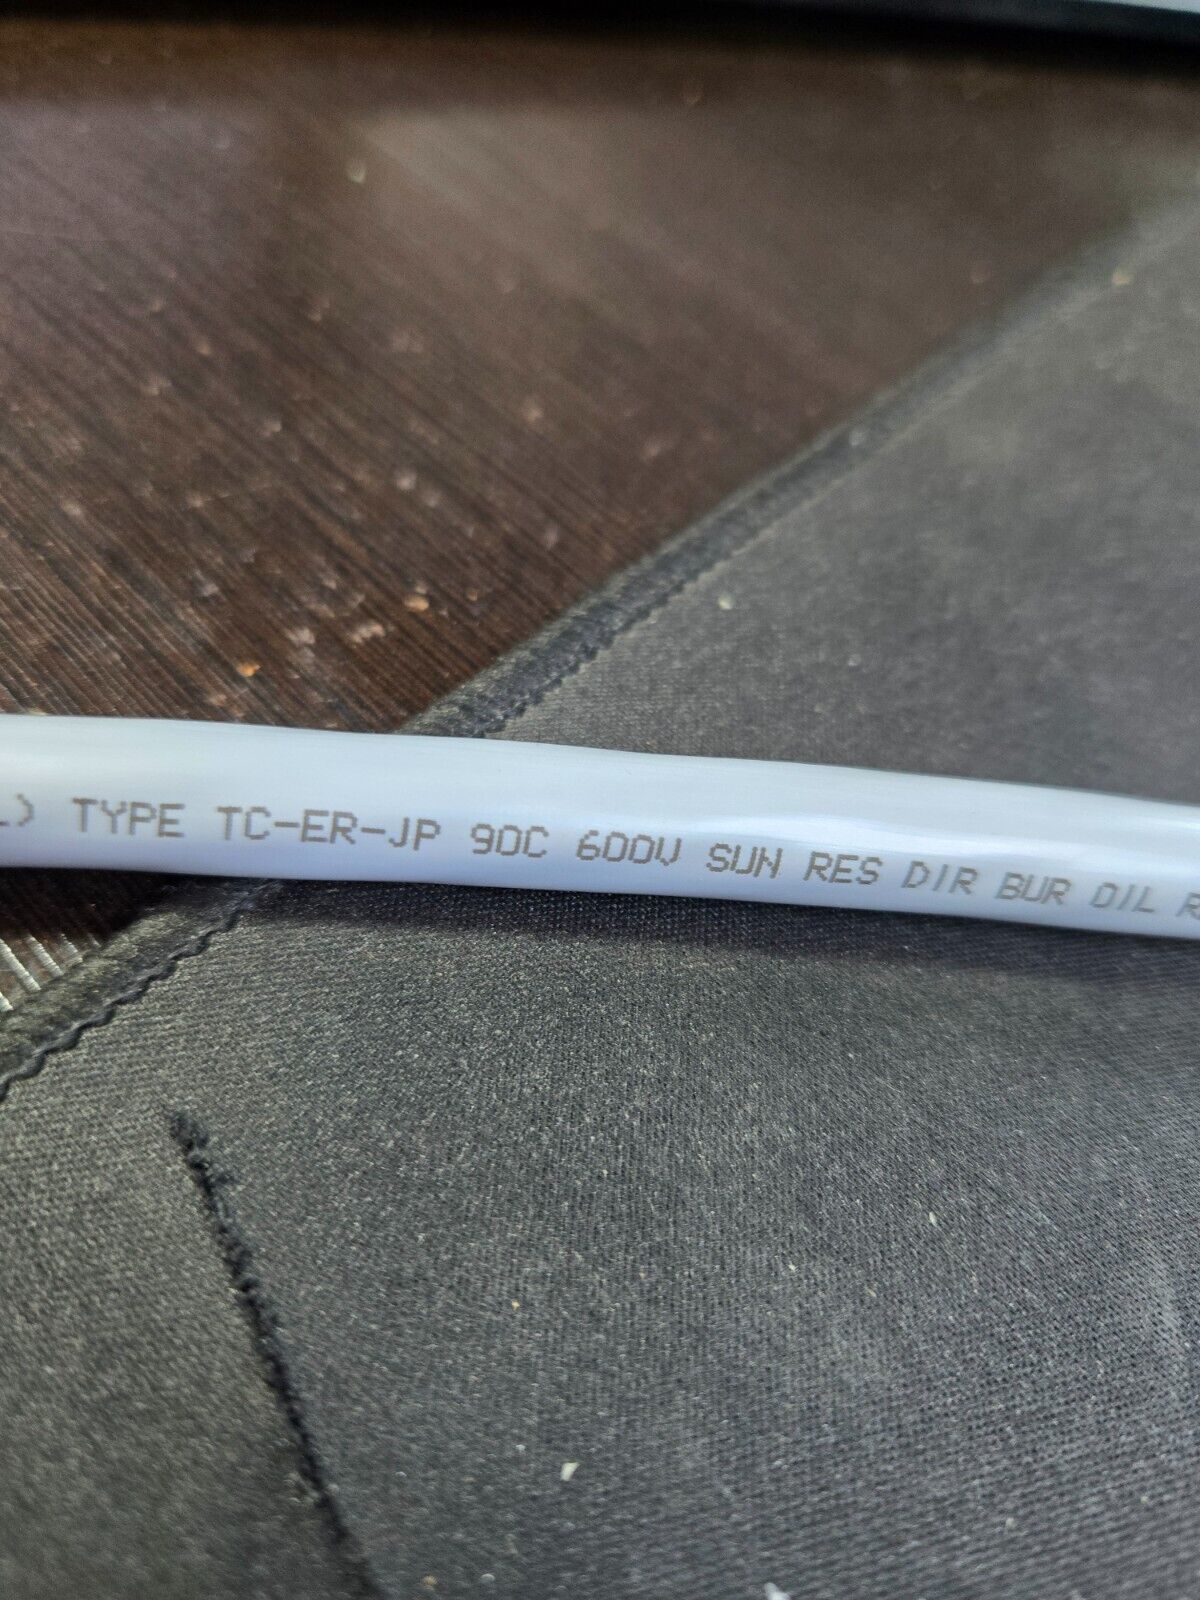 L) TYPE TC-ER-JP 90C 600V SUN RES DIR BUR OIL R